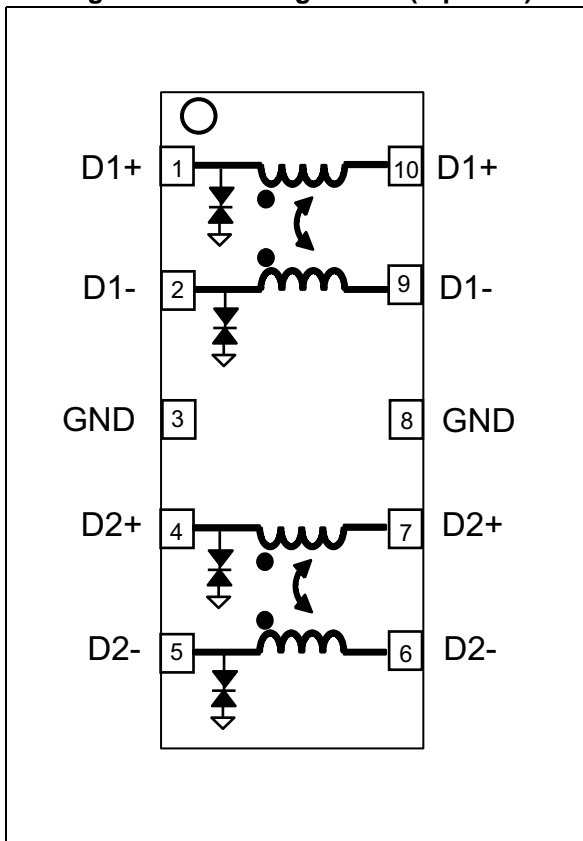 D1+ 1 10 D1+
D1- 2 9 D1-
GND 3 8 GND
D2+ 4 7 D2+
D2- 5 6 D2-